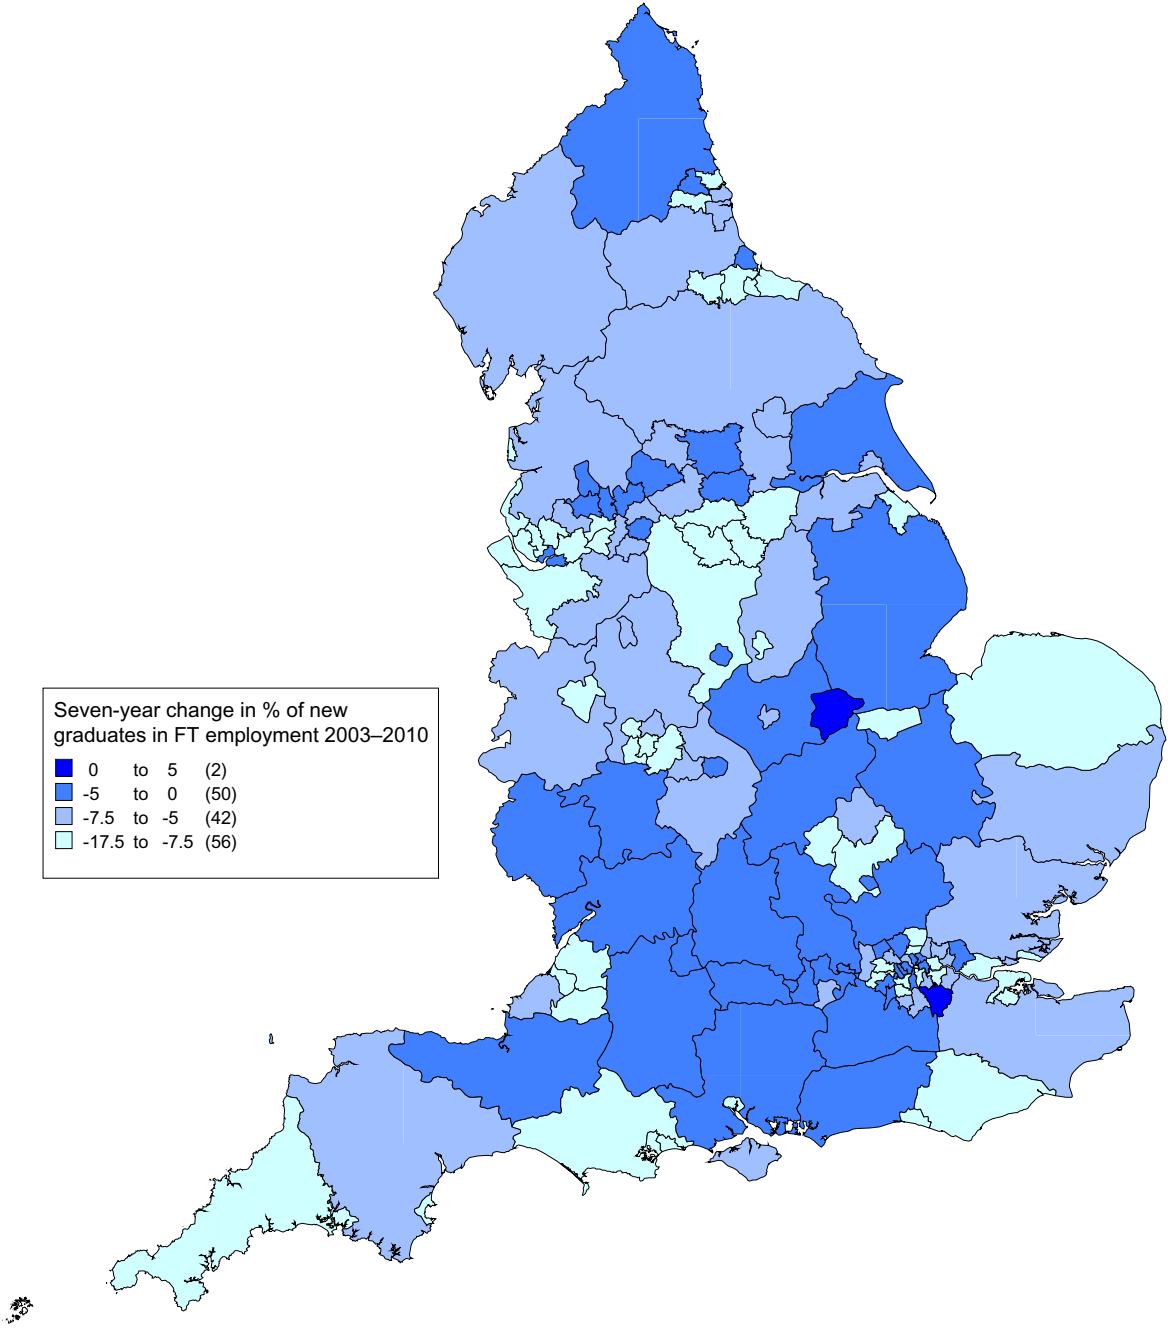 Seven-year change in % of new
graduates in FT employment 2003–2010
0 to 5 (2)
-5 to 0 (50)
-7.5 to -5 (42)
-17.5 to -7.5 (56)